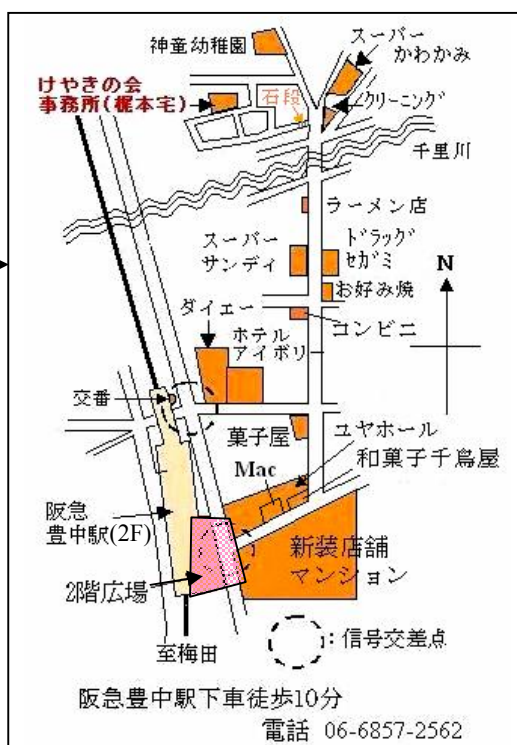 神童幼稚園
スーパー
かわかみ
けやきの会
事務所(梶本宅)
石段
クリーニング
千里川
ラーメン店
スーパー
サンディ
ドラッグ
セガミ
N
お好み焼
ダイエー
ホテル
アイボリ
コンビニ
交番
菓子屋
ユヤホール
和菓子千鳥屋
Mac
阪急
豊中駅(2F)
新装店舗
マンション
2階広場
至梅田
:信号交差点
阪急豊中駅下車徒歩10分
電話 06-6857-2562